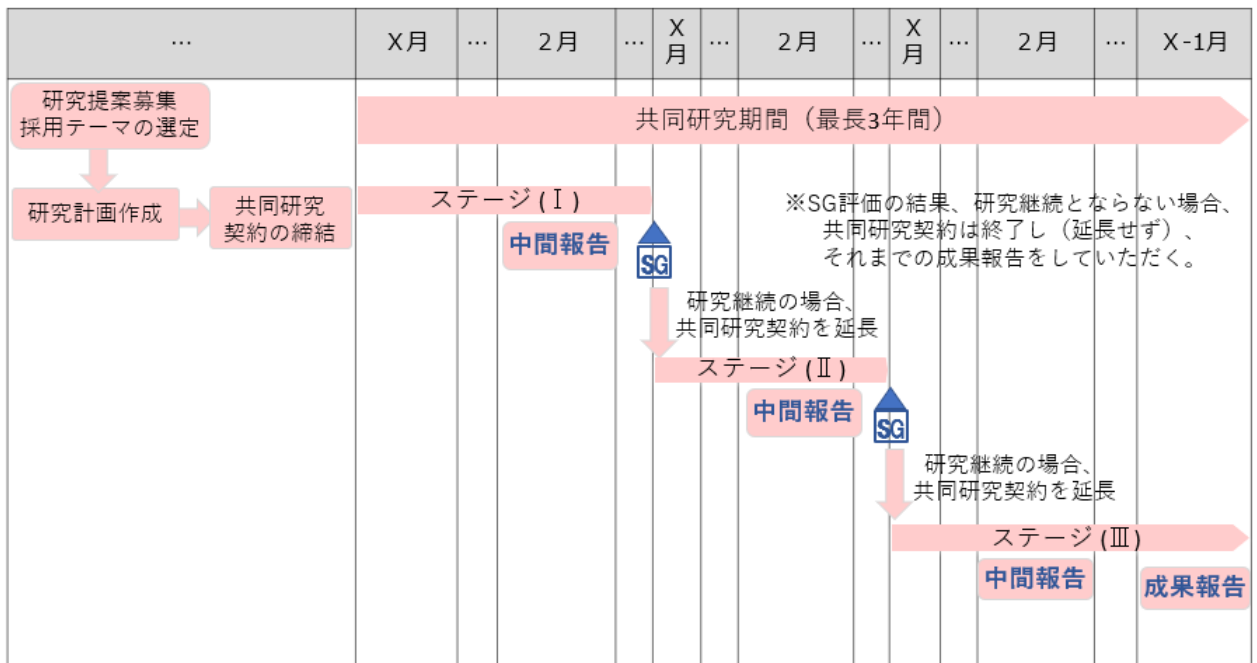 …
X月
…
2月
…
X
月
…
2月
…
X
月
…
2月
…
X-1月
研究提案募集
採用テーマの選定
共同研究期間（最長3年間）
研究計画作成
共同研究
契約の締結
ステージ(Ⅰ)
中間報告
SG
※SG評価の結果、研究継続とならない場合、
共同研究契約は終了し（延長せず）、
それまでの成果報告をしていただく。
研究継続の場合、
共同研究契約を延長
ステージ(Ⅱ)
中間報告
SG
研究継続の場合、
共同研究契約を延長
ステージ(Ⅲ)
中間報告
成果報告